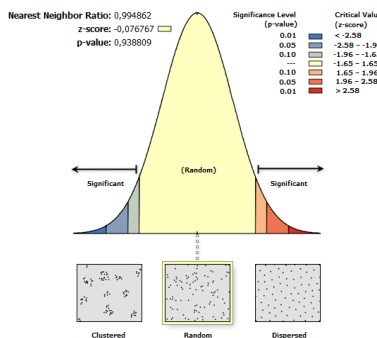 Nearest Neighbor Ratio: 0,994862
z-score: -0,076767
p-value: 0,938809
Significance Level
(p-value)
Critical Valu
(z-score)
0.01 < -2.58
0.05 -2.58 - -1.9
0.10 -1.96 - -1.6
--- -1.65 - 1.65
0.10 1.65 - 1.96
0.05 1.96 - 2.58
0.01 > 2.58
(Random)
Significant
Significant
Clustered
Random
Dispersed